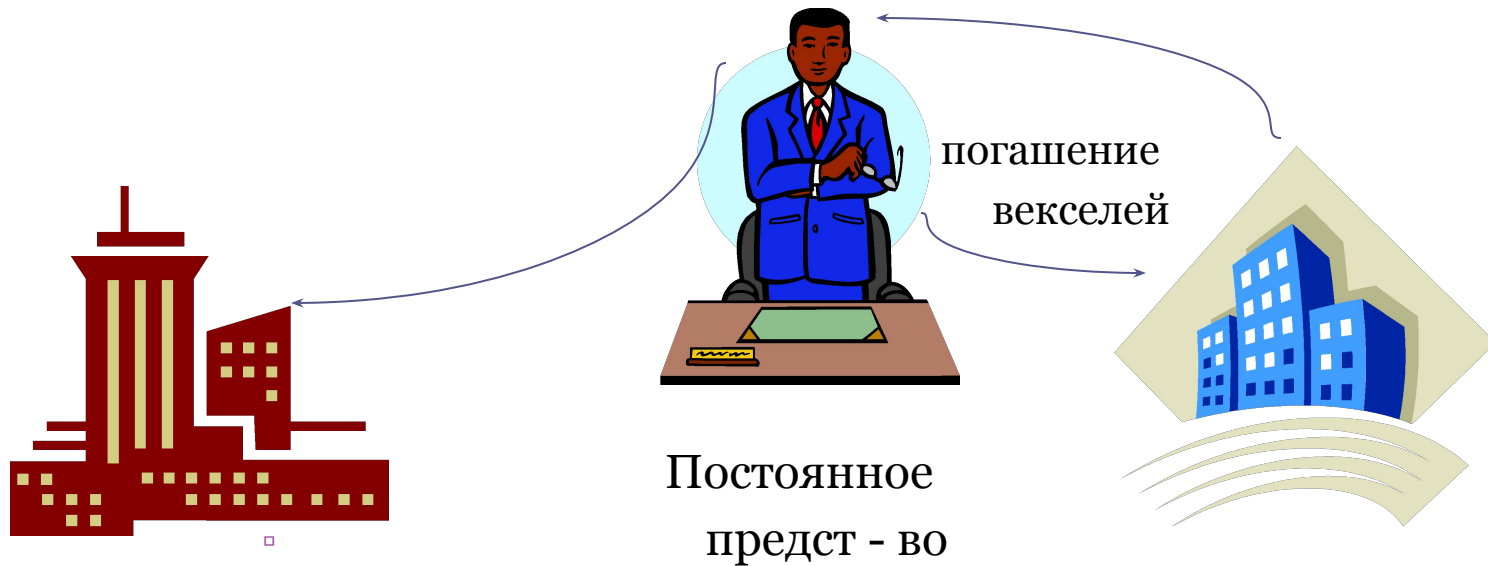 погашение
векселей
Постоянное
предст - во